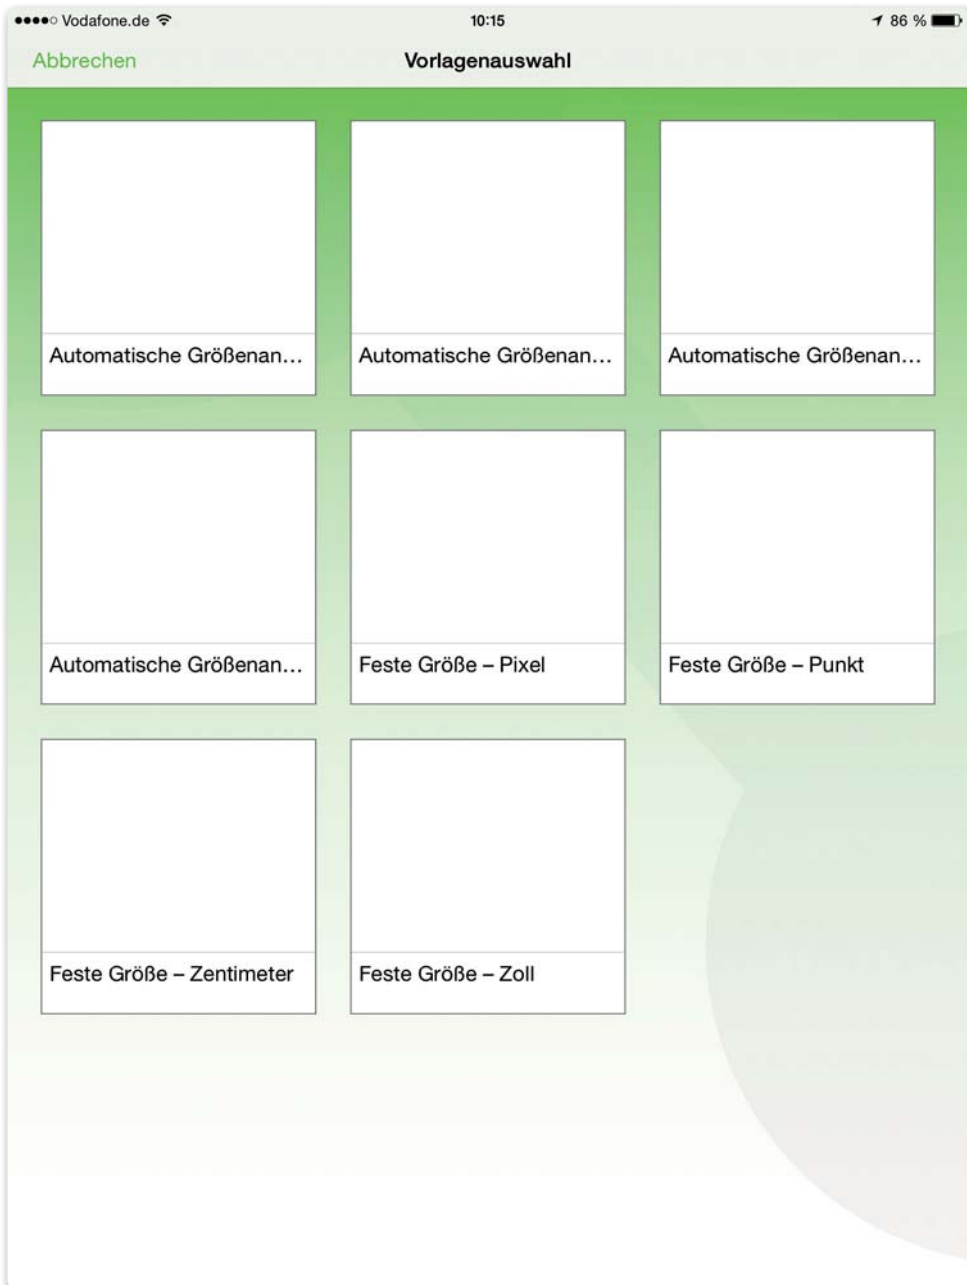 Vodafone.de 10:15 86 %
Abbrechen Vorlagenauswahl
Automatische Größenan… Automatische Größenan… Automatische Größenan…
Automatische Größenan… Feste Größe – Pixel Feste Größe – Punkt
Feste Größe – Zentimeter Feste Größe – Zoll